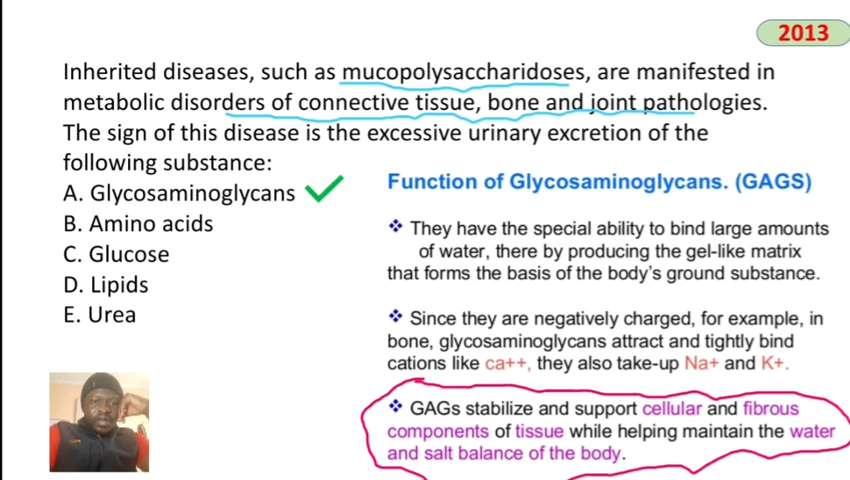 2013
Inherited diseases, such as mucopolysaccharidoses, are manifested in
metabolic disorders of connective tissue, bone and joint pathologies.
The sign of this disease is the excessive urinary excretion of the
following substance:
A. Glycosaminoglycans
B. Amino acids
C. Glucose
D. Lipids
E. Urea
Function of Glycosaminoglycans. (GAGS)
❖ They have the special ability to bind large amounts
of water, there by producing the gel-like matrix
that forms the basis of the body's ground substance.
❖ Since they are negatively charged, for example, in
bone, glycosaminoglycans attract and tightly bind
cations like ca++, they also take-up Na+ and K+.
❖ GAGs stabilize and support cellular and fibrous
components of tissue while helping maintain the water
and salt balance of the body.